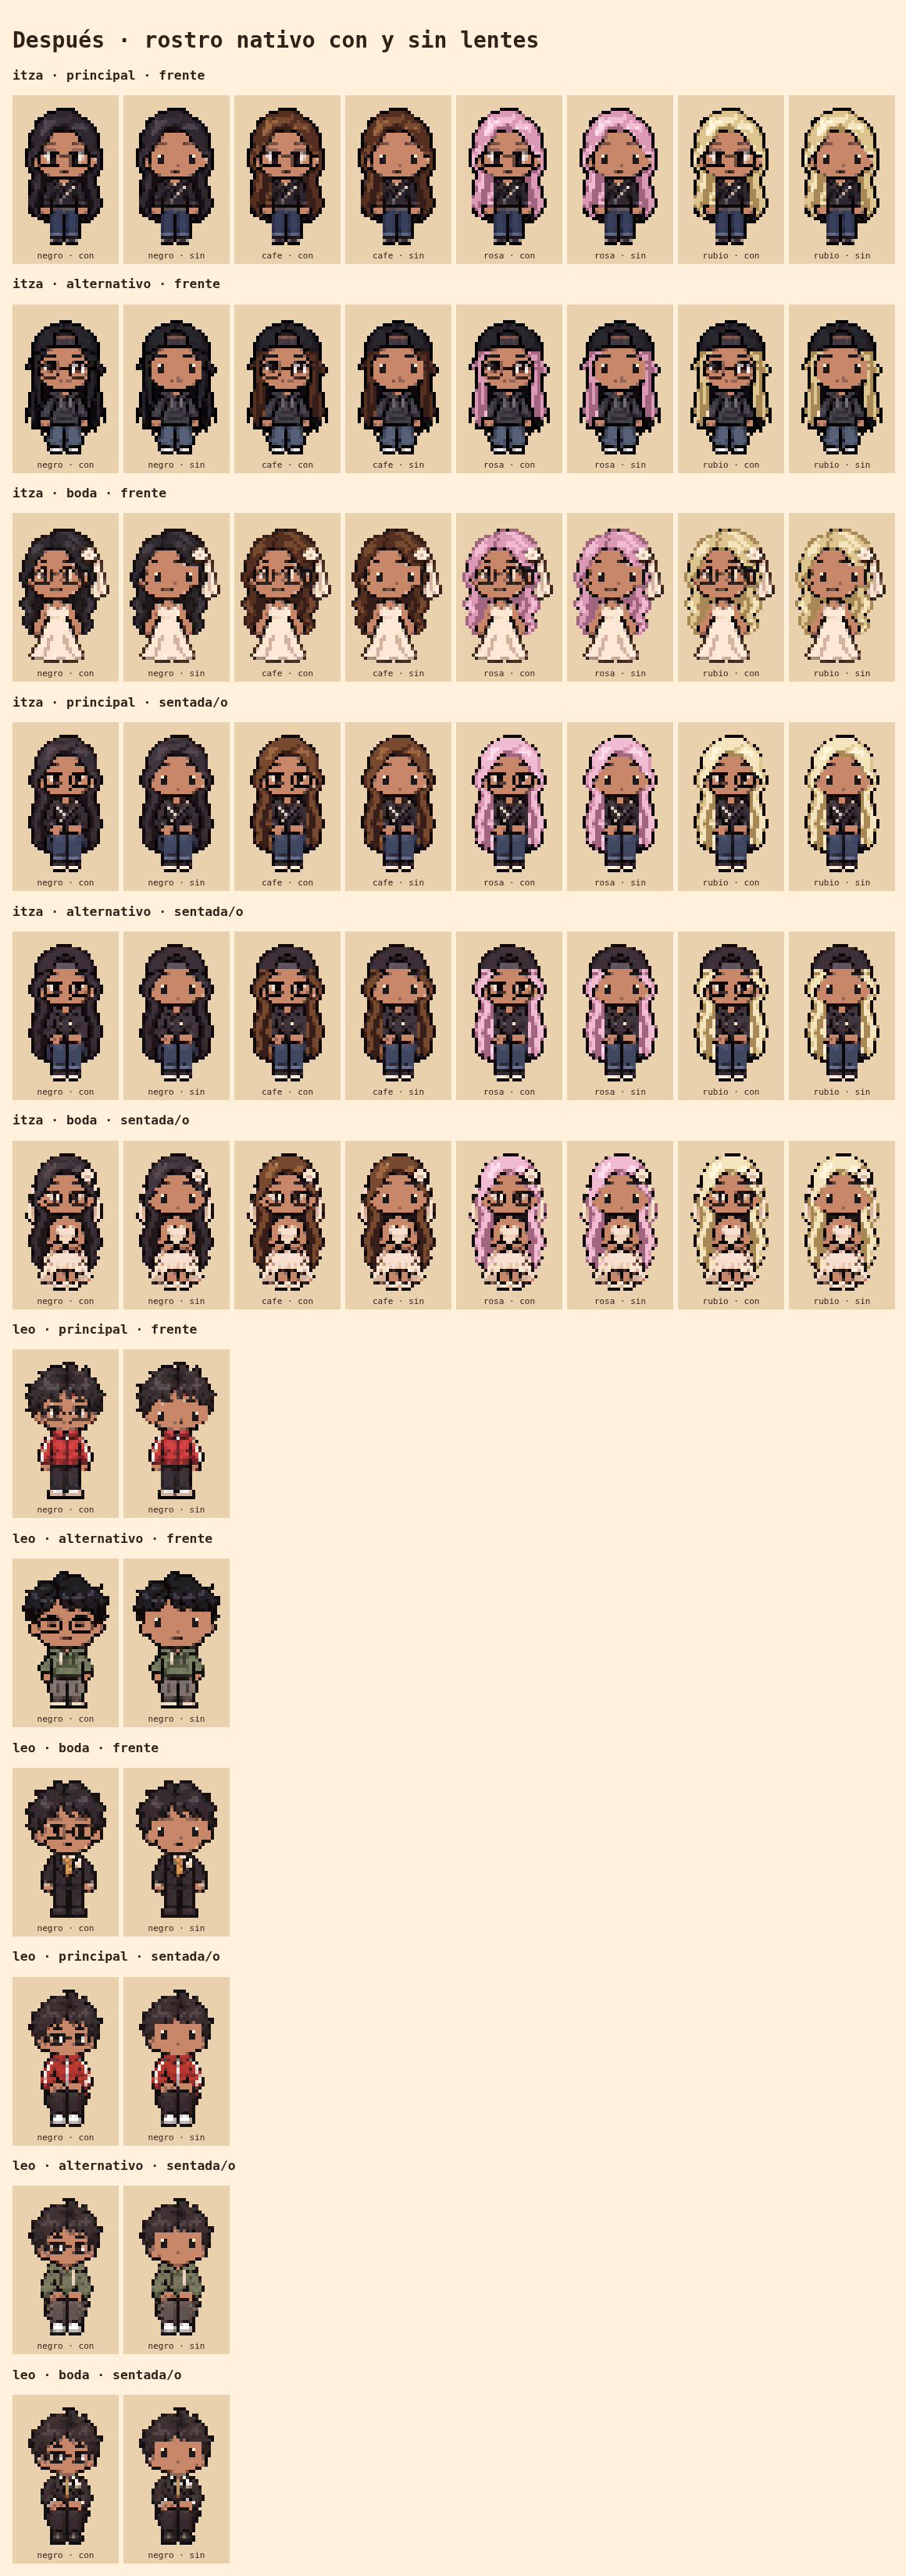 Después · rostro nativo con y sin lentes
itza · principal · frente
negro · con negro · sin cafe · con cafe · sin rosa · con rosa · sin rubio · con rubio · sin
itza · alternativo · frente
negro · con negro · sin cafe · con cafe · sin rosa · con rosa · sin rubio · con rubio · sin
itza · boda · frente
negro · con negro · sin cafe · con cafe · sin rosa · con rosa · sin rubio · con rubio · sin
itza · principal · sentada/o
negro · con negro · sin cafe · con cafe · sin rosa · con rosa · sin rubio · con rubio · sin
itza · alternativo · sentada/o
negro · con negro · sin cafe · con cafe · sin rosa · con rosa · sin rubio · con rubio · sin
itza · boda · sentada/o
negro · con negro · sin cafe · con cafe · sin rosa · con rosa · sin rubio · con rubio · sin
leo · principal · frente
negro · con negro · sin
leo · alternativo · frente
negro · con negro · sin
leo · boda · frente
negro · con negro · sin
leo · principal · sentada/o
negro · con negro · sin
leo · alternativo · sentada/o
negro · con negro · sin
leo · boda · sentada/o
negro · con negro · sin